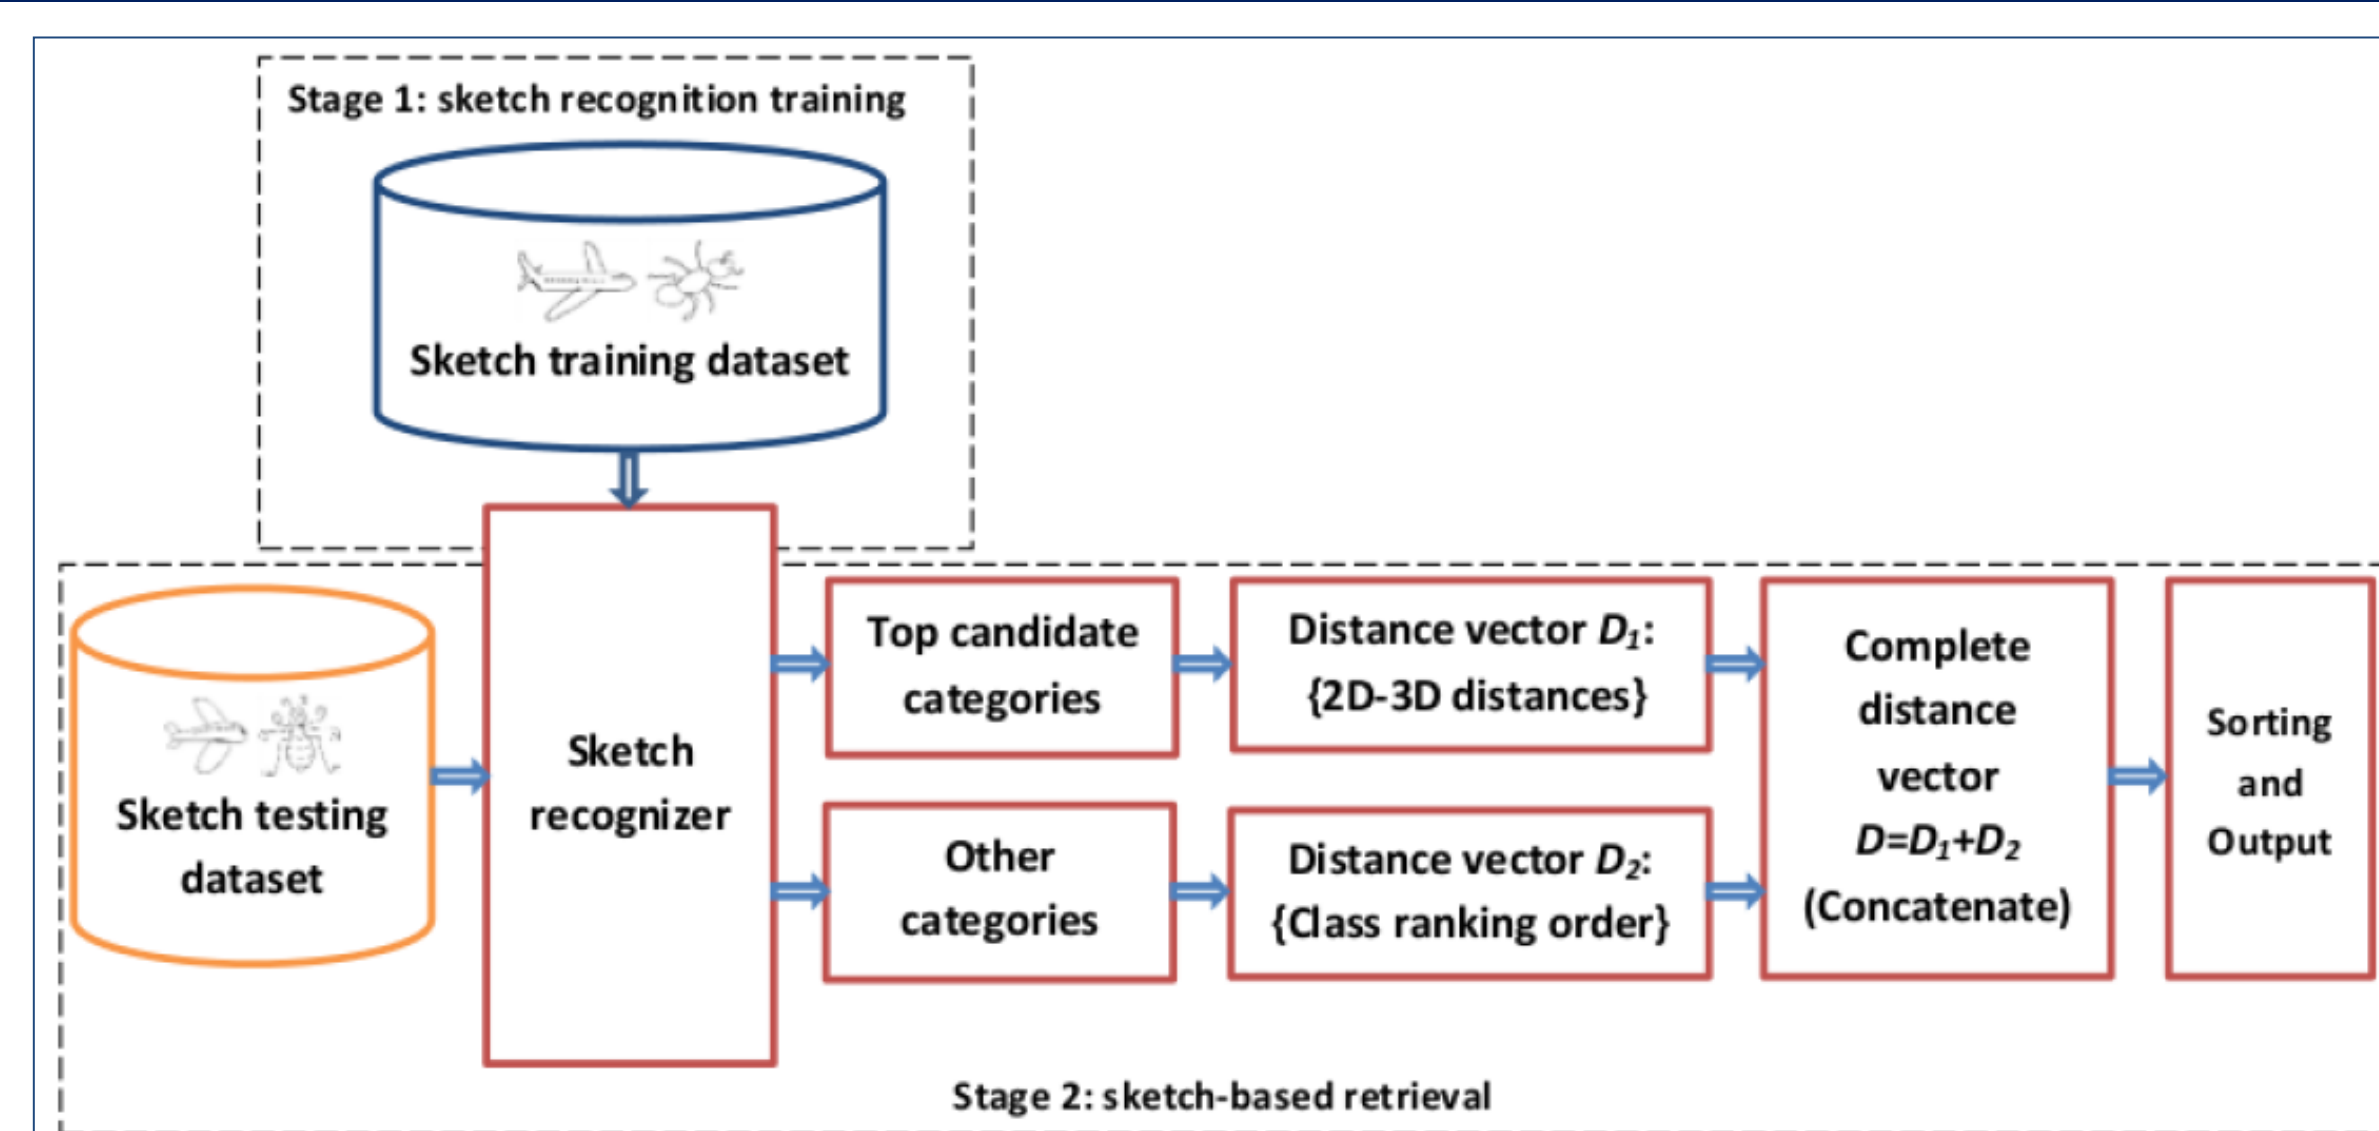 Stage 1: sketch recognition training
Sketch training dataset
Sketch testing
dataset
Sketch
recognizer
Top candidate
categories
Distance vector D₁:
{2D-3D distances}
Other
categories
Distance vector D₂:
{Class ranking order}
Complete
distance
vector
D=D₁+D₂
(Concatenate)
Sorting
and
Output
Stage 2: sketch-based retrieval